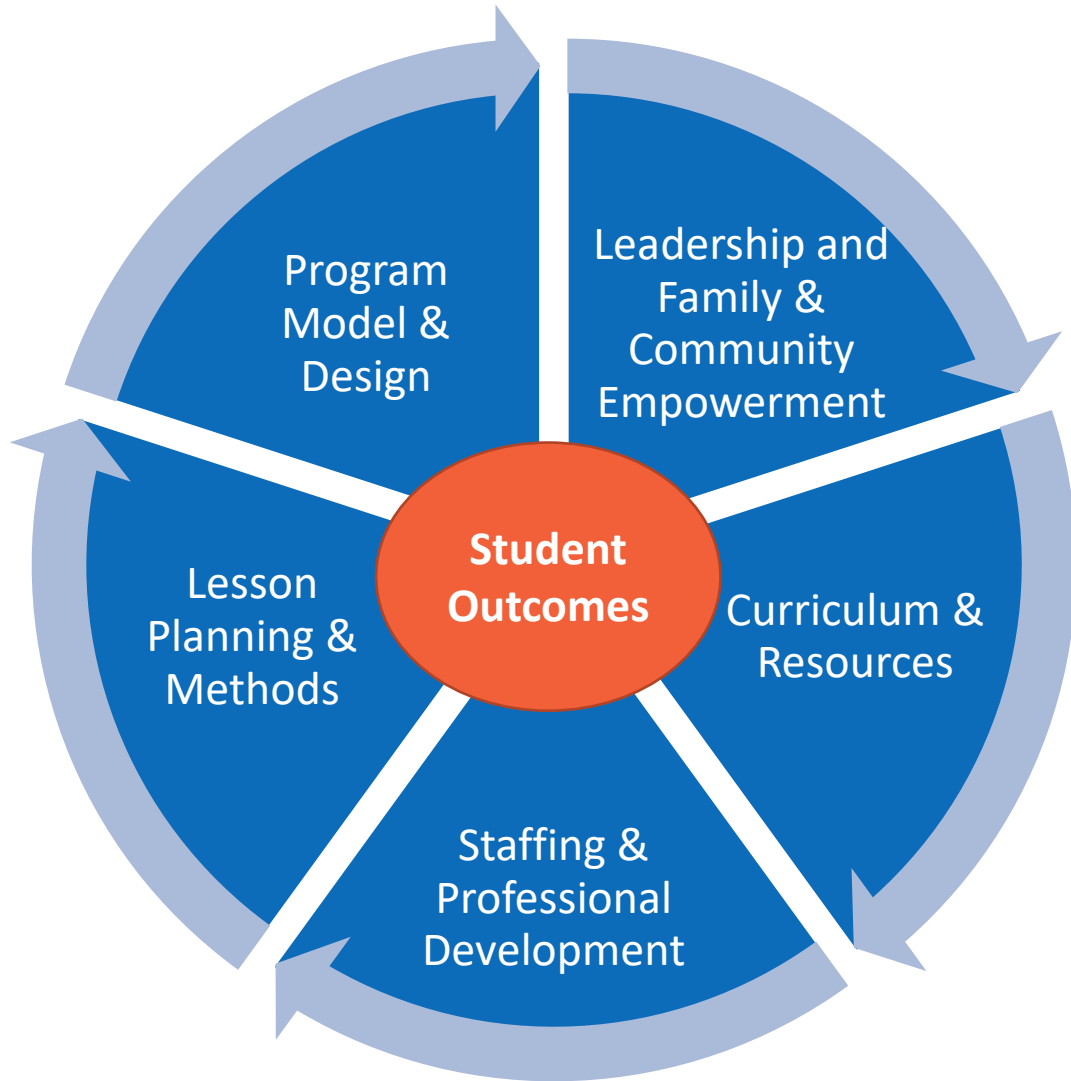 Program
Model &
Design
Leadership and
Family &
Community
Empowerment
Student
Outcomes
Lesson
Planning &
Methods
Curriculum &
Resources
Staffing &
Professional
Development